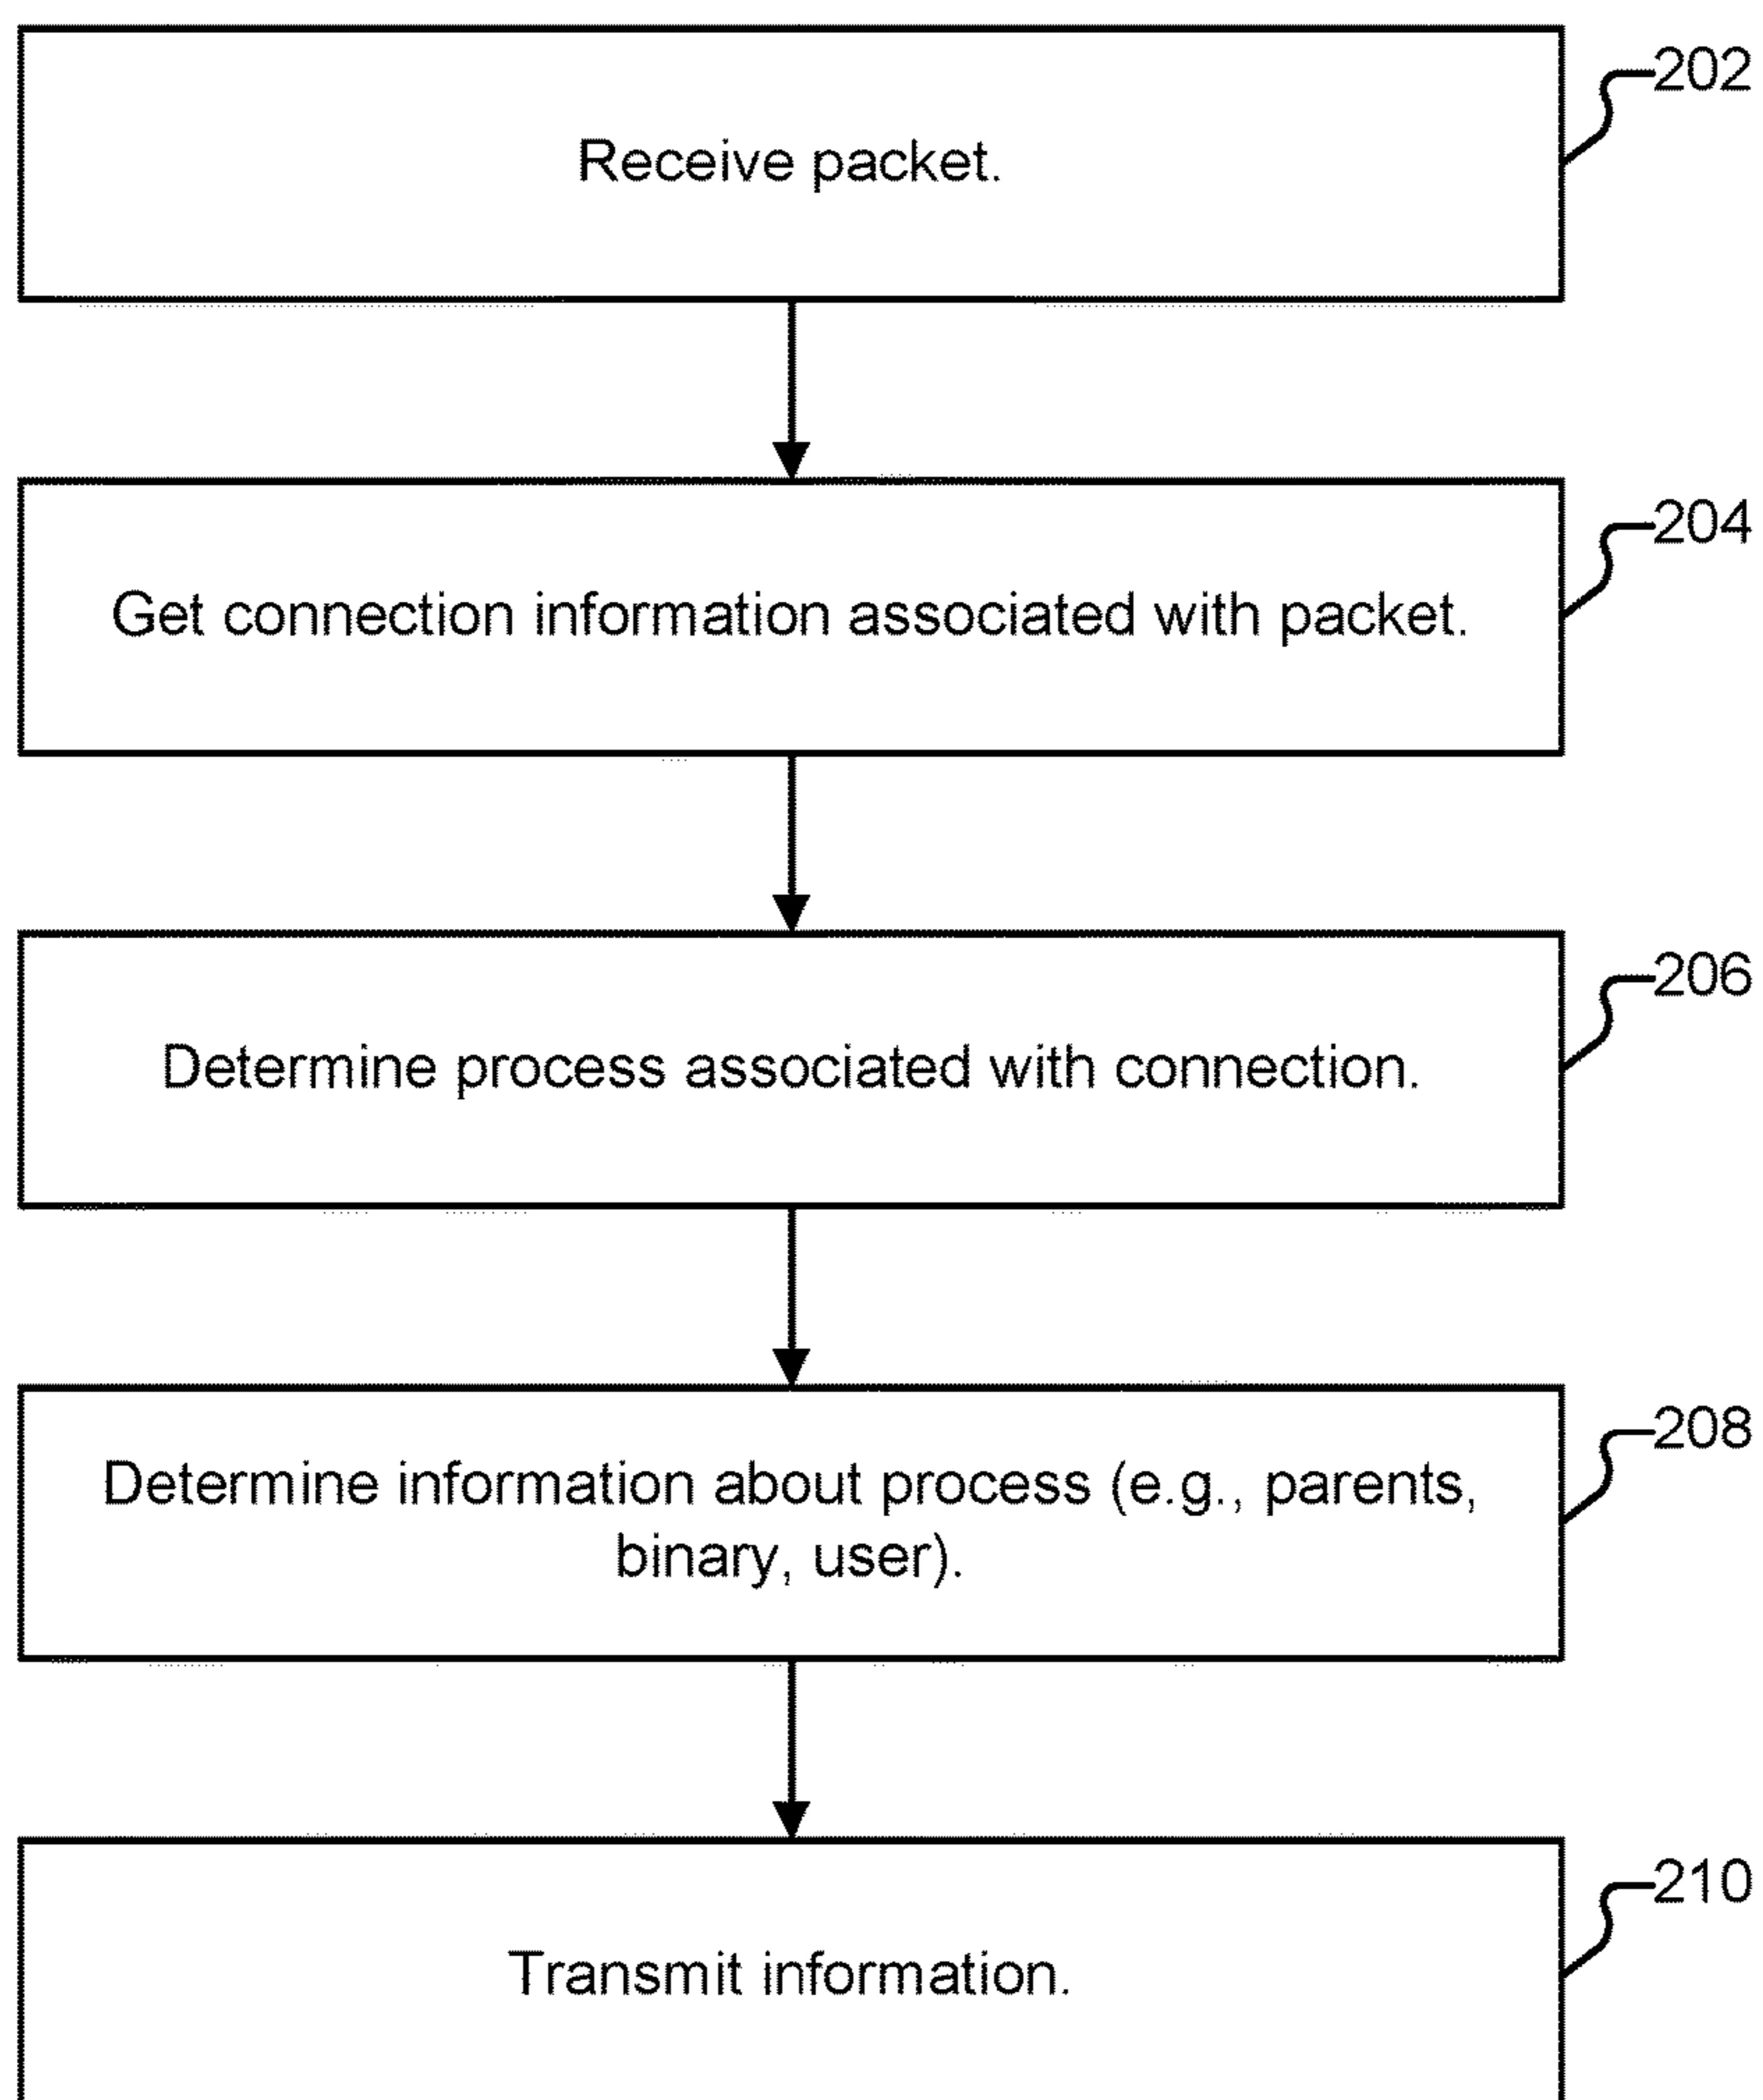 202
Receive packet.
204
Get connection information associated with packet.
206
Determine process associated with connection.
208
Determine information about process (e.g., parents,
binary, user).
210
Transmit information.